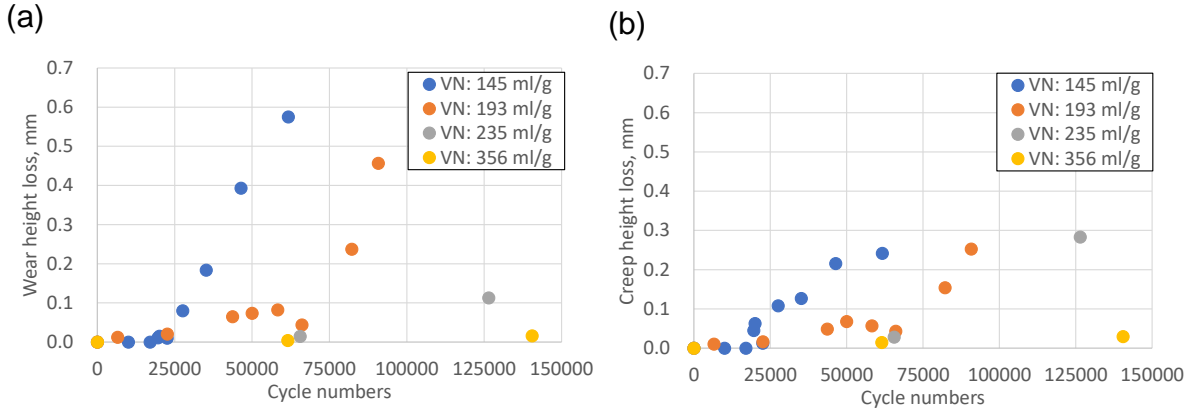 (a)
0.7
0.6
0.5
0.4
0.3
0.2
0.1
0.0
Wear height loss, mm
0 25000 50000 75000 100000 125000 150000
Cycle numbers
VN: 145 ml/g
VN: 193 ml/g
VN: 235 ml/g
VN: 356 ml/g
(b)
0.7
0.6
0.5
0.4
0.3
0.2
0.1
0.0
Creep height loss, mm
0 25000 50000 75000 100000 125000 150000
Cycle numbers
VN: 145 ml/g
VN: 193 ml/g
VN: 235 ml/g
VN: 356 ml/g